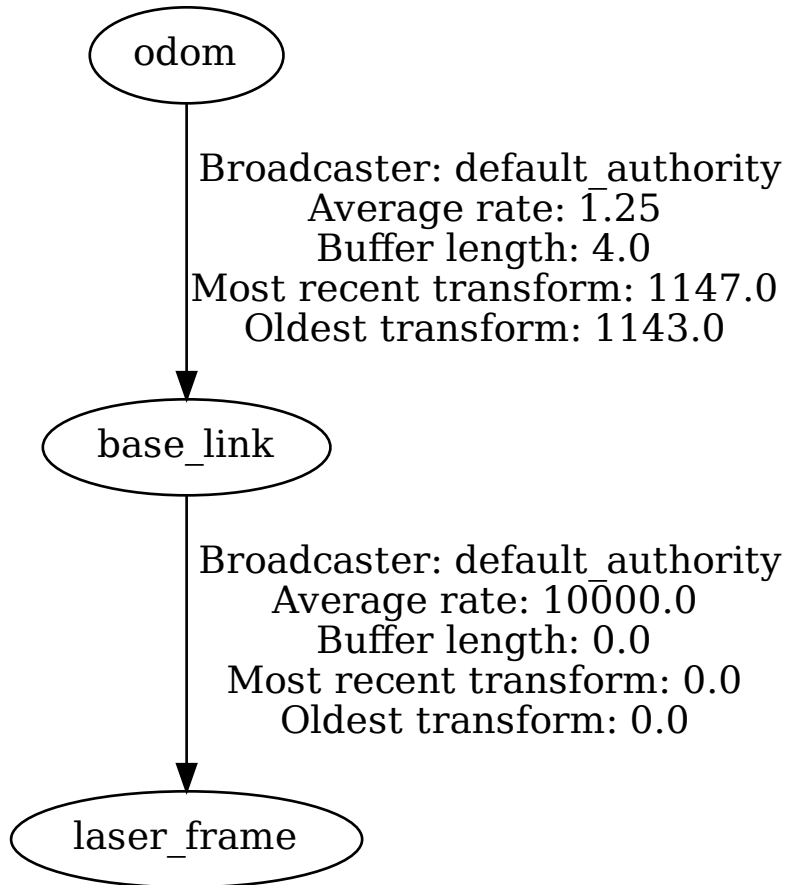 odom
Broadcaster: default_authority
Average rate: 1.25
Buffer length: 4.0
Most recent transform: 1147.0
Oldest transform: 1143.0
base_link
Broadcaster: default_authority
Average rate: 10000.0
Buffer length: 0.0
Most recent transform: 0.0
Oldest transform: 0.0
laser_frame